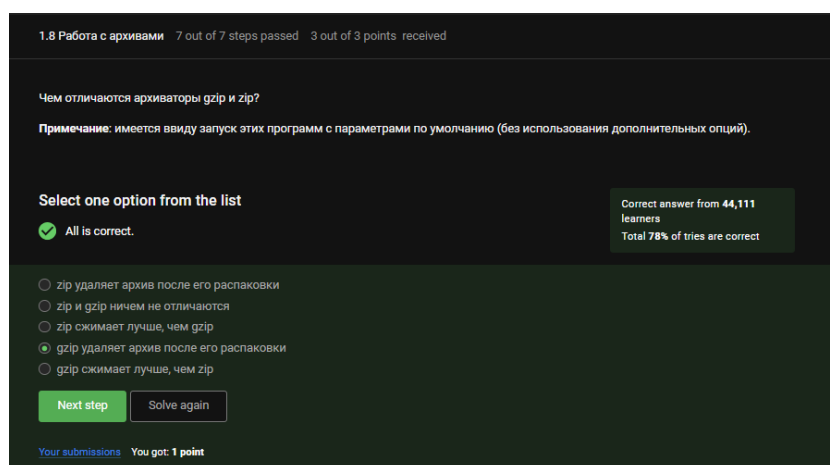 1.8 Работа с архивами 7 out of 7 steps passed 3 out of 3 points received
Чем отличаются архиваторы gzip и zip?
Примечание: имеется ввиду запуск этих программ с параметрами по умолчанию (без использования дополнительных опций).
Select one option from the list
All is correct.
Correct answer from 44,111
learners
Total 78% of tries are correct
zip удаляет архив после его распаковки
zip и gzip ничем не отличаются
zip сжимает лучше, чем gzip
gzip удаляет архив после его распаковки
gzip сжимает лучше, чем zip
Next step Solve again
Your submissions You got: 1 point